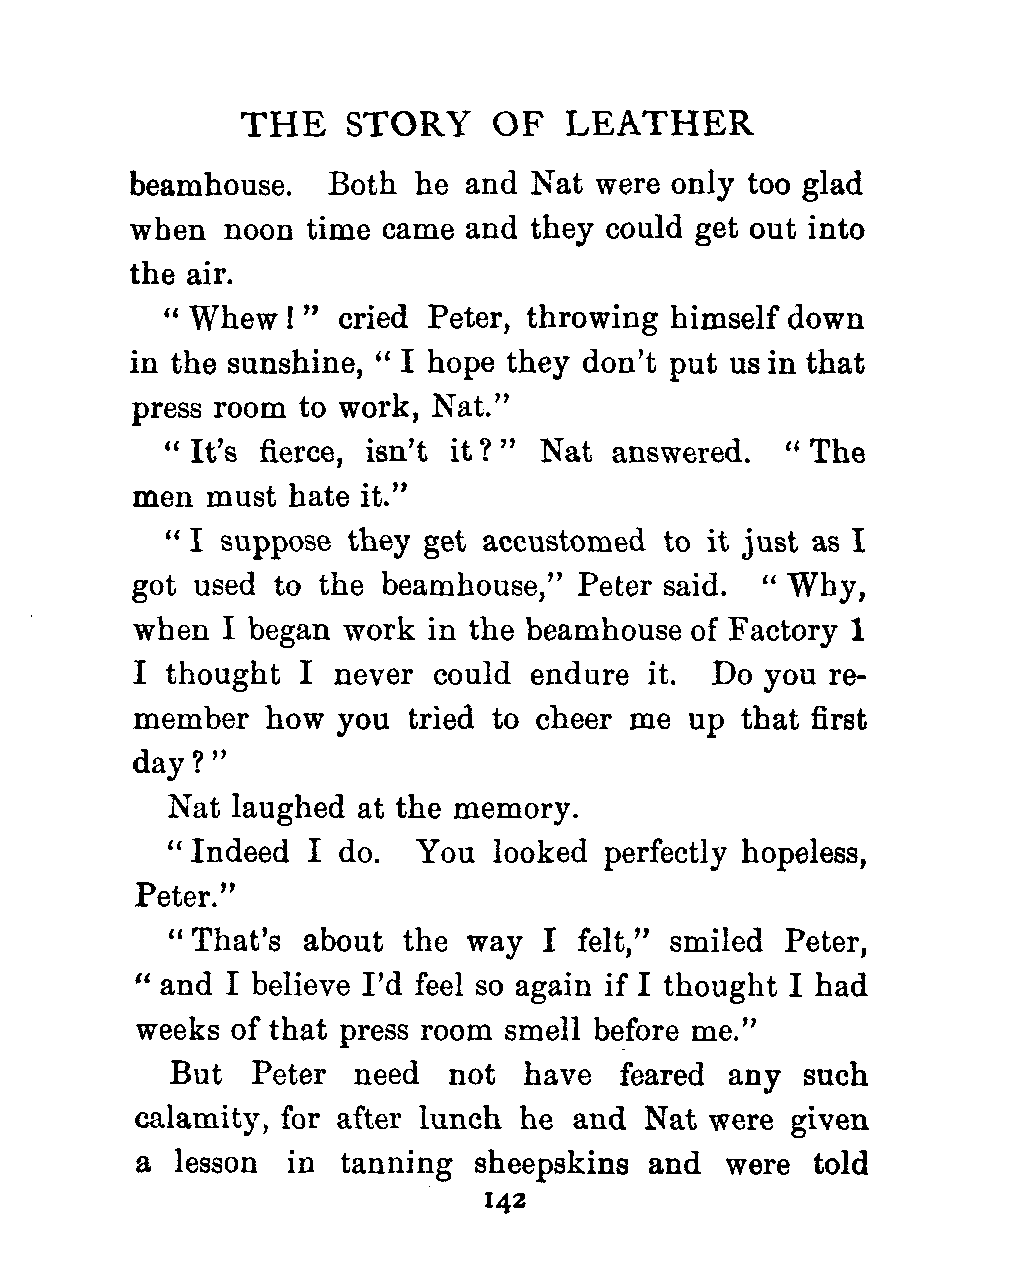 THE STORY OF LEATHER
beamhouse. Both he and Nat were only too glad
when noon time came and they could get out into
the air.
“ Whew ! ” cried Peter, throwing himself down
in the sunshine, “ I hope they don’t put us in that
press room to work, Nat.”
“ It’s fierce, isn’t it ? ” Nat answered. “ The
men must hate it.”
“ I suppose they get accustomed to it just as I
got used to the beamhouse,” Peter said. “ Why,
when I began work in the beamhouse of Factory 1
I thought I never could endure it. Do you re-
member how you tried to cheer me up that first
day ? ”
Nat laughed at the memory.
“ Indeed I do. You looked perfectly hopeless,
Peter.”
“ That’s about the way I felt,” smiled Peter,
“ and I believe I’d feel so again if I thought I had
weeks of that press room smell before me.”
But Peter need not have feared any such
calamity, for after lunch he and Nat were given
a lesson in tanning sheepskins and were told
142